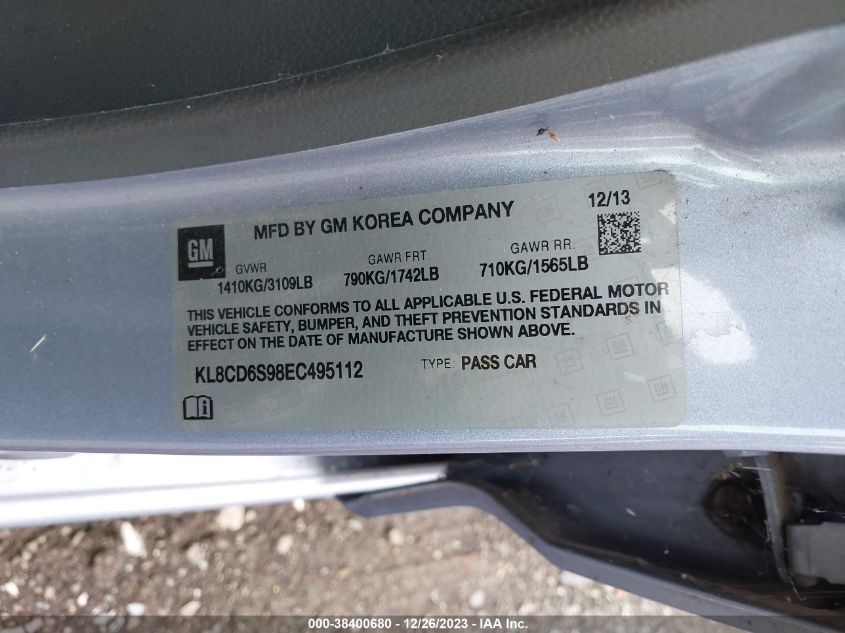 12/13
MFD BY GM KOREA COMPANY
GM
GVWR GAWR FRT. GAWR RR.
1410KG/3109LB 790KG/1742LB 710KG/1565LB
THIS VEHICLE CONFORMS TO ALL APPLICABLE U.S. FEDERAL MOTOR
VEHICLE SAFETY, BUMPER, AND THEFT PREVENTION STANDARDS IN
EFFECT ON THE DATE OF MANUFACTURE SHOWN ABOVE.
KL8CD6S98EC495112 TYPE: PASS CAR
000-38400680 - 12/26/2023 - IAA Inc.